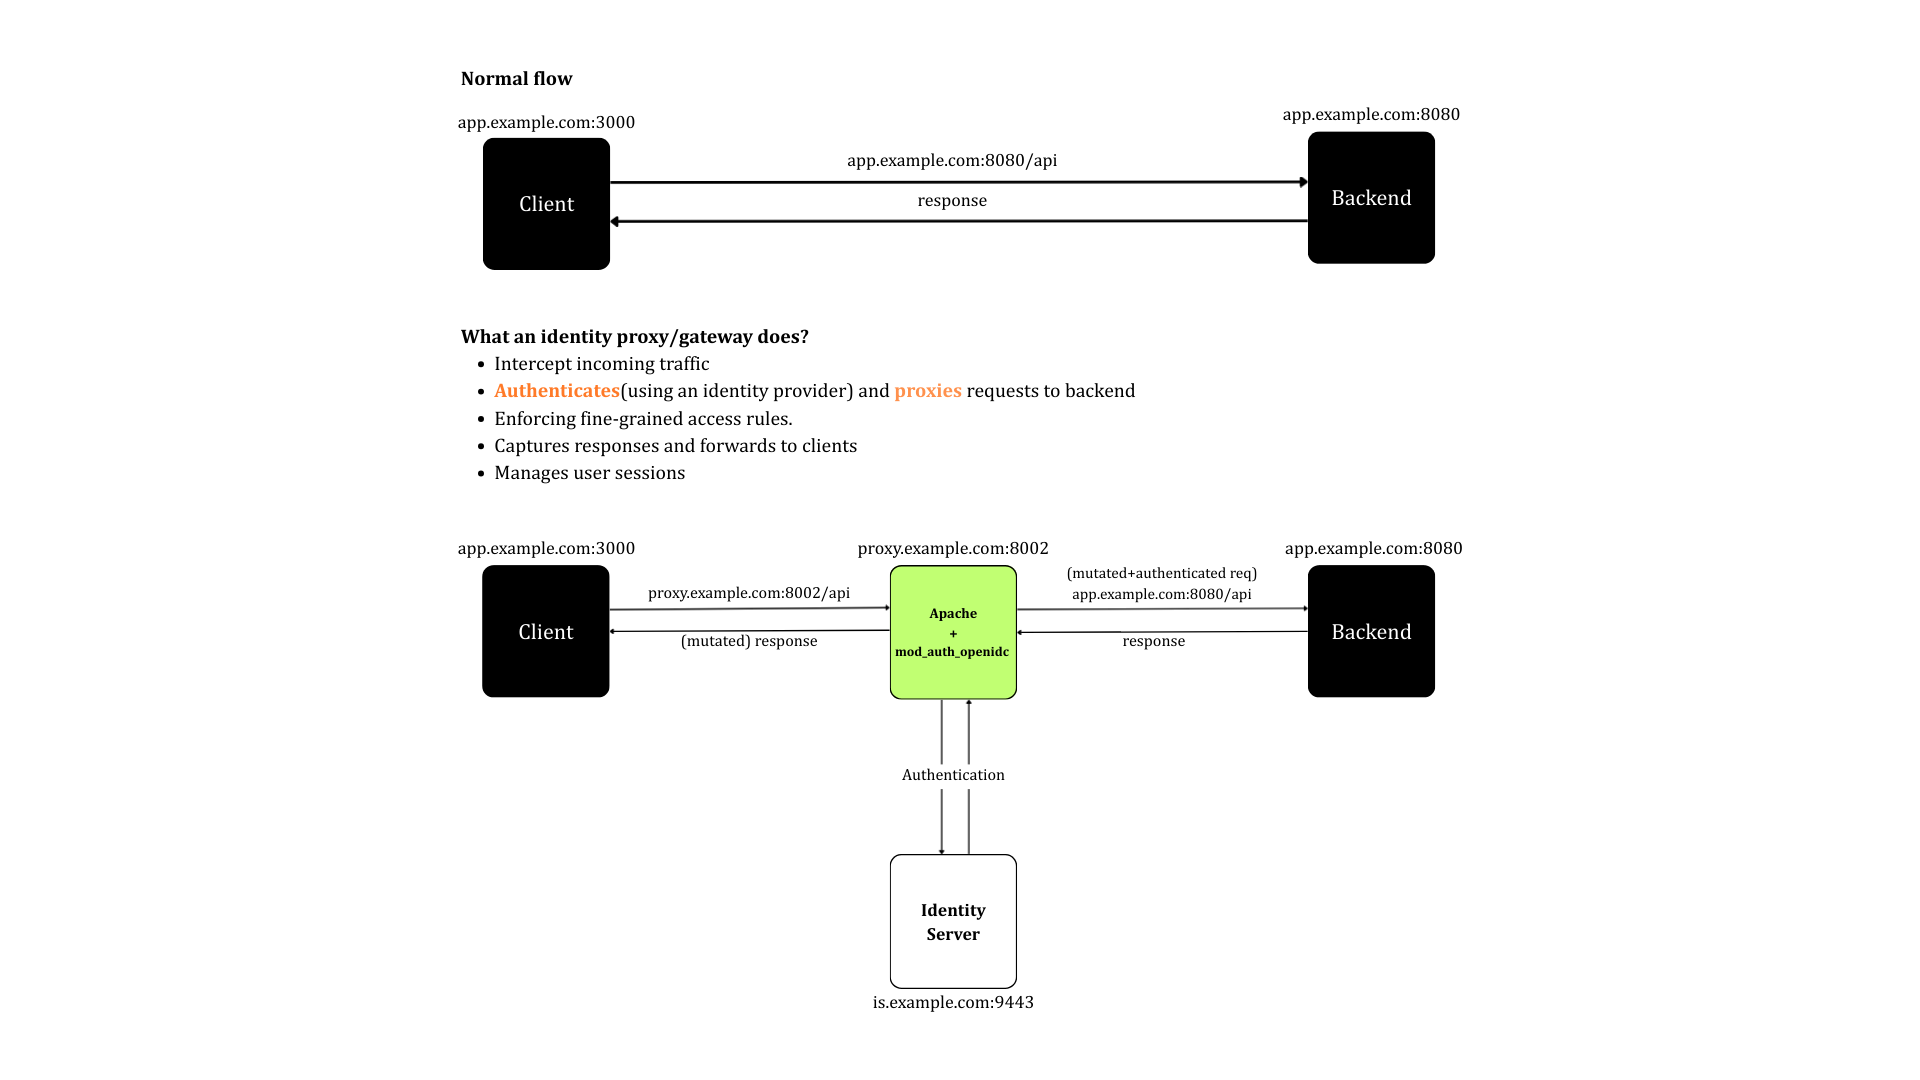 Normal flow
app.example.com:3000
app.example.com:8080
app.example.com:8080/api
Client
Backend
response
What an identity proxy/gateway does?
• Intercept incoming traffic
• Authenticates(using an identity provider) and proxies requests to backend
• Enforcing fine-grained access rules.
• Captures responses and forwards to clients
• Manages user sessions
app.example.com:3000
proxy.example.com:8002
app.example.com:8080
(mutated+authenticated req)
proxy.example.com:8002/api
app.example.com:8080/api
Client
Apache
+
mod_auth_openidc
Backend
(mutated) response
response
Authentication
Identity
Server
is.example.com:9443